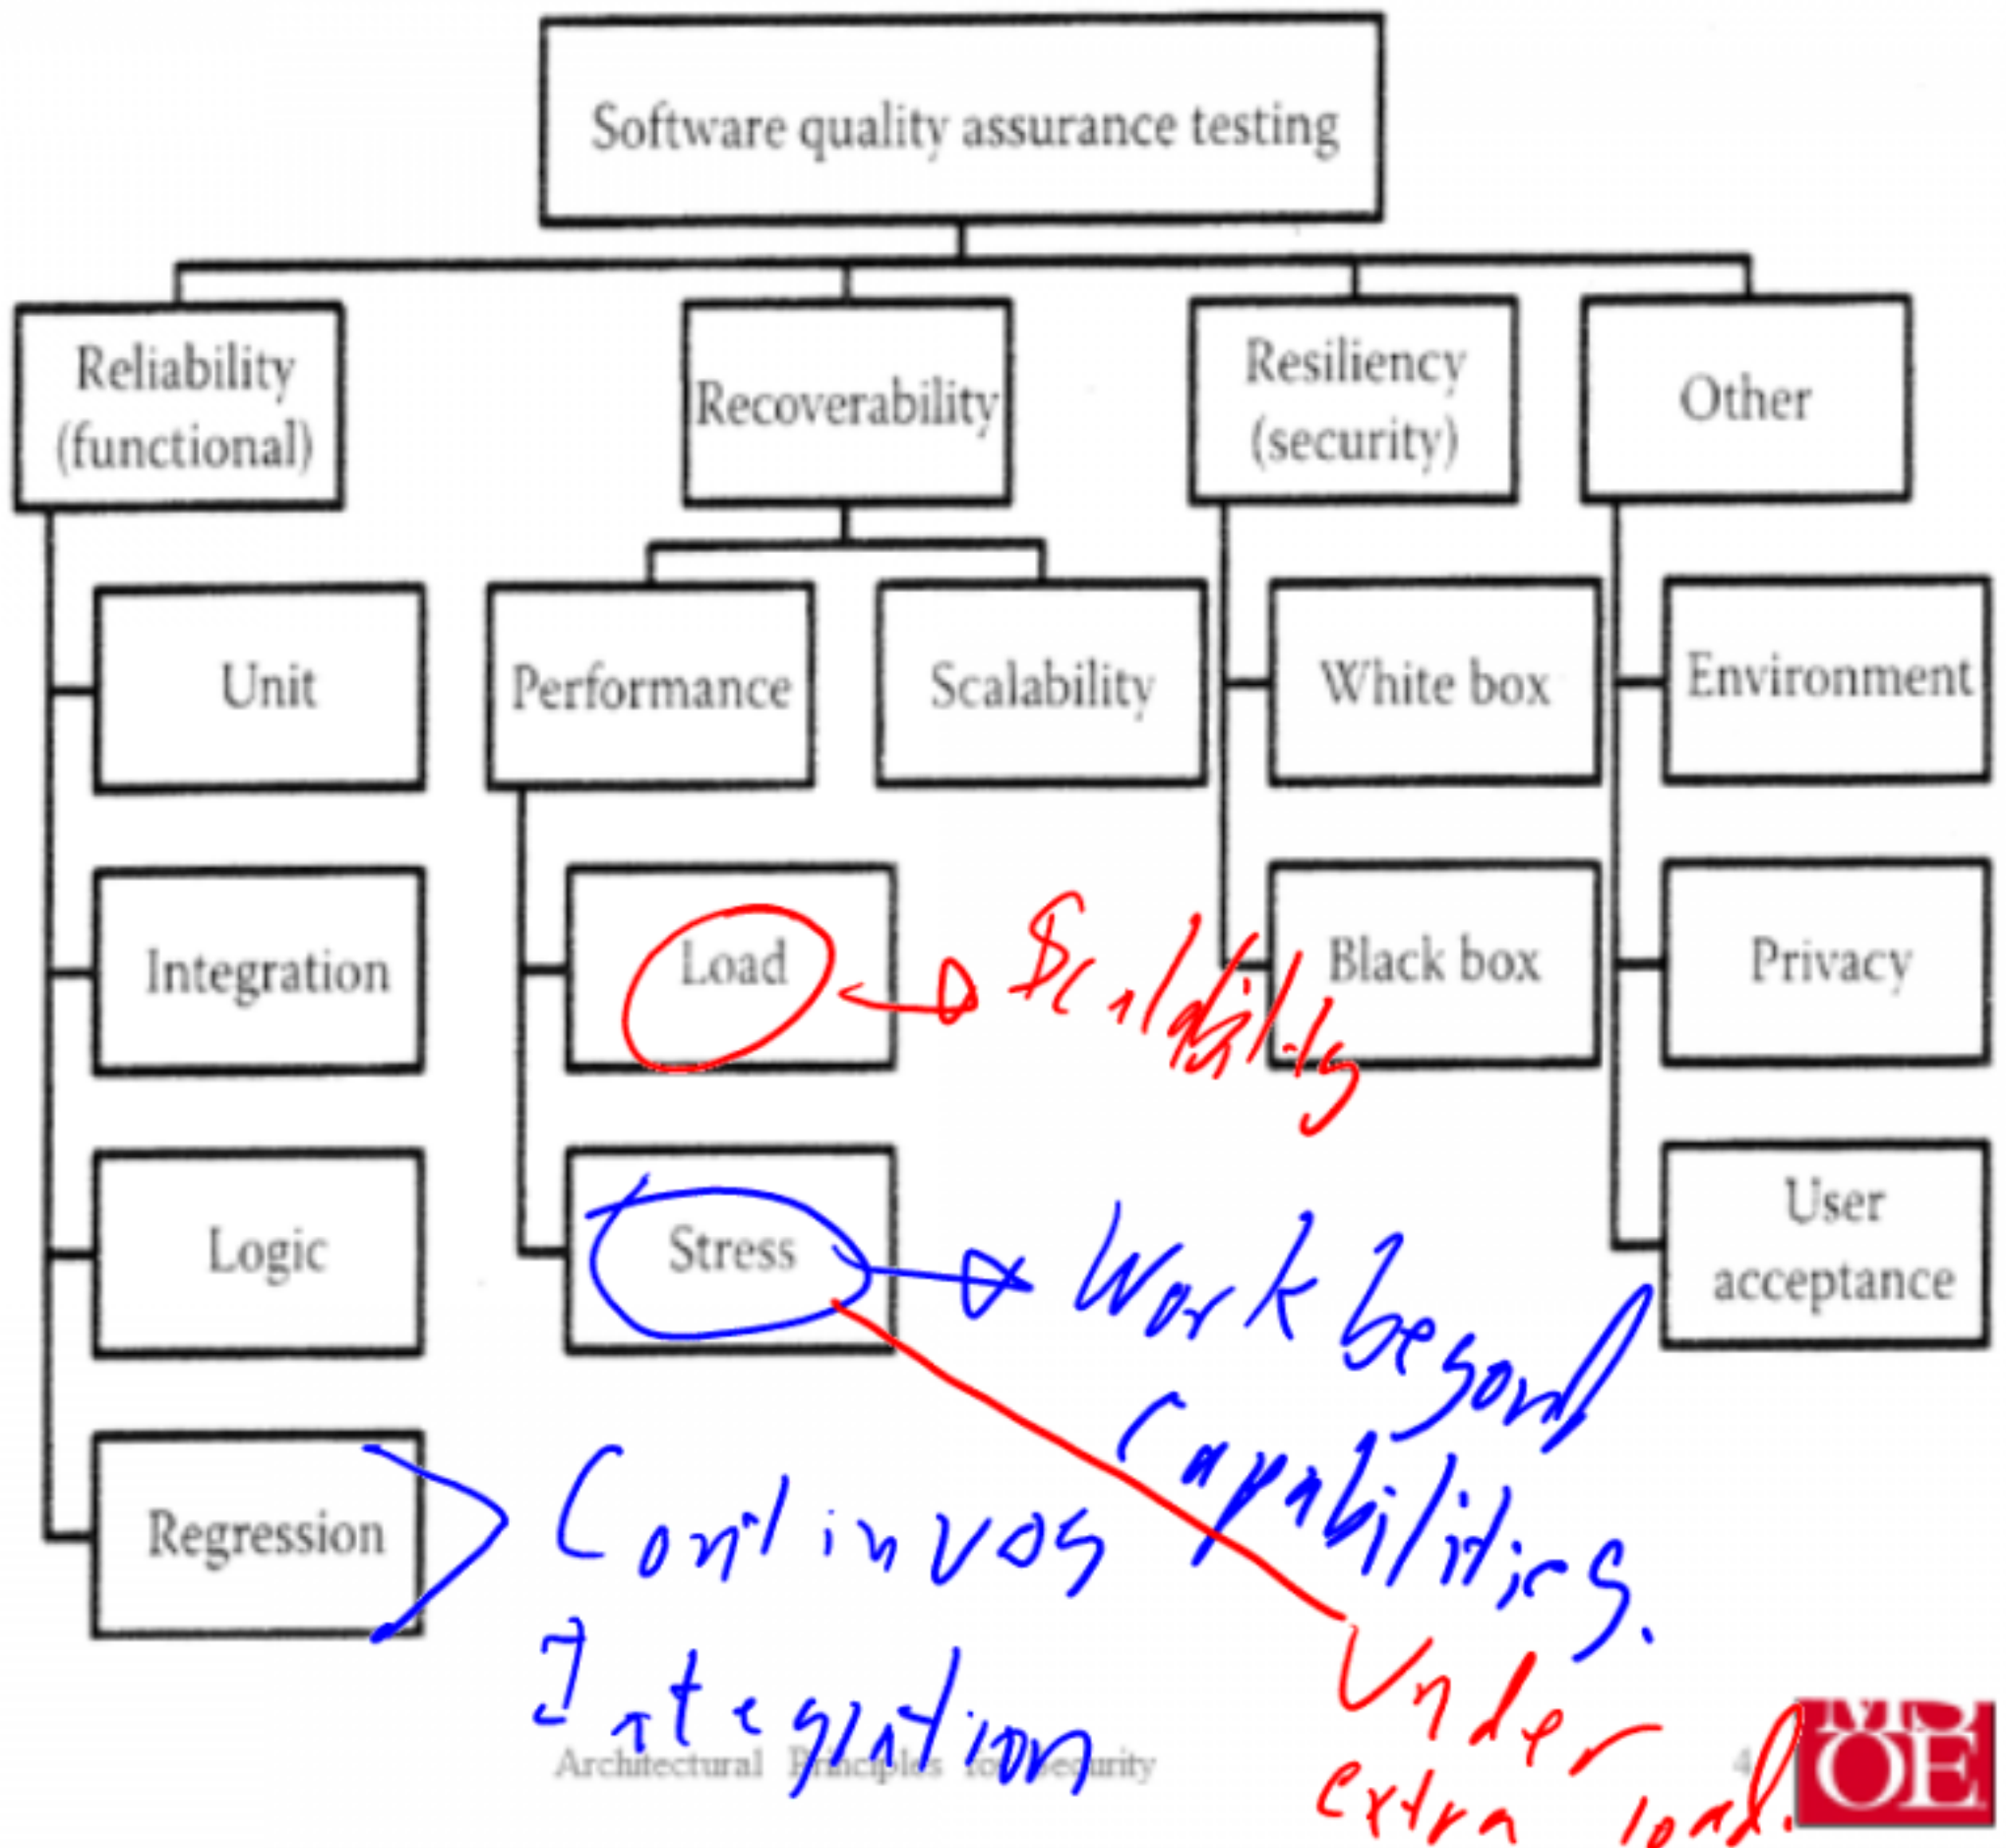 Software quality assurance testing
Reliability
(functional)
Recoverability
Resiliency
(security)
Other
Unit
Performance
Scalability
White box
Environment
Integration
Load
Scalability
Black box
Privacy
Logic
Stress
Work beyond
Capabilities.
User
acceptance
Regression
Continuos
Integration
Under
extra load.
Architectural Principles for Security
4
OE